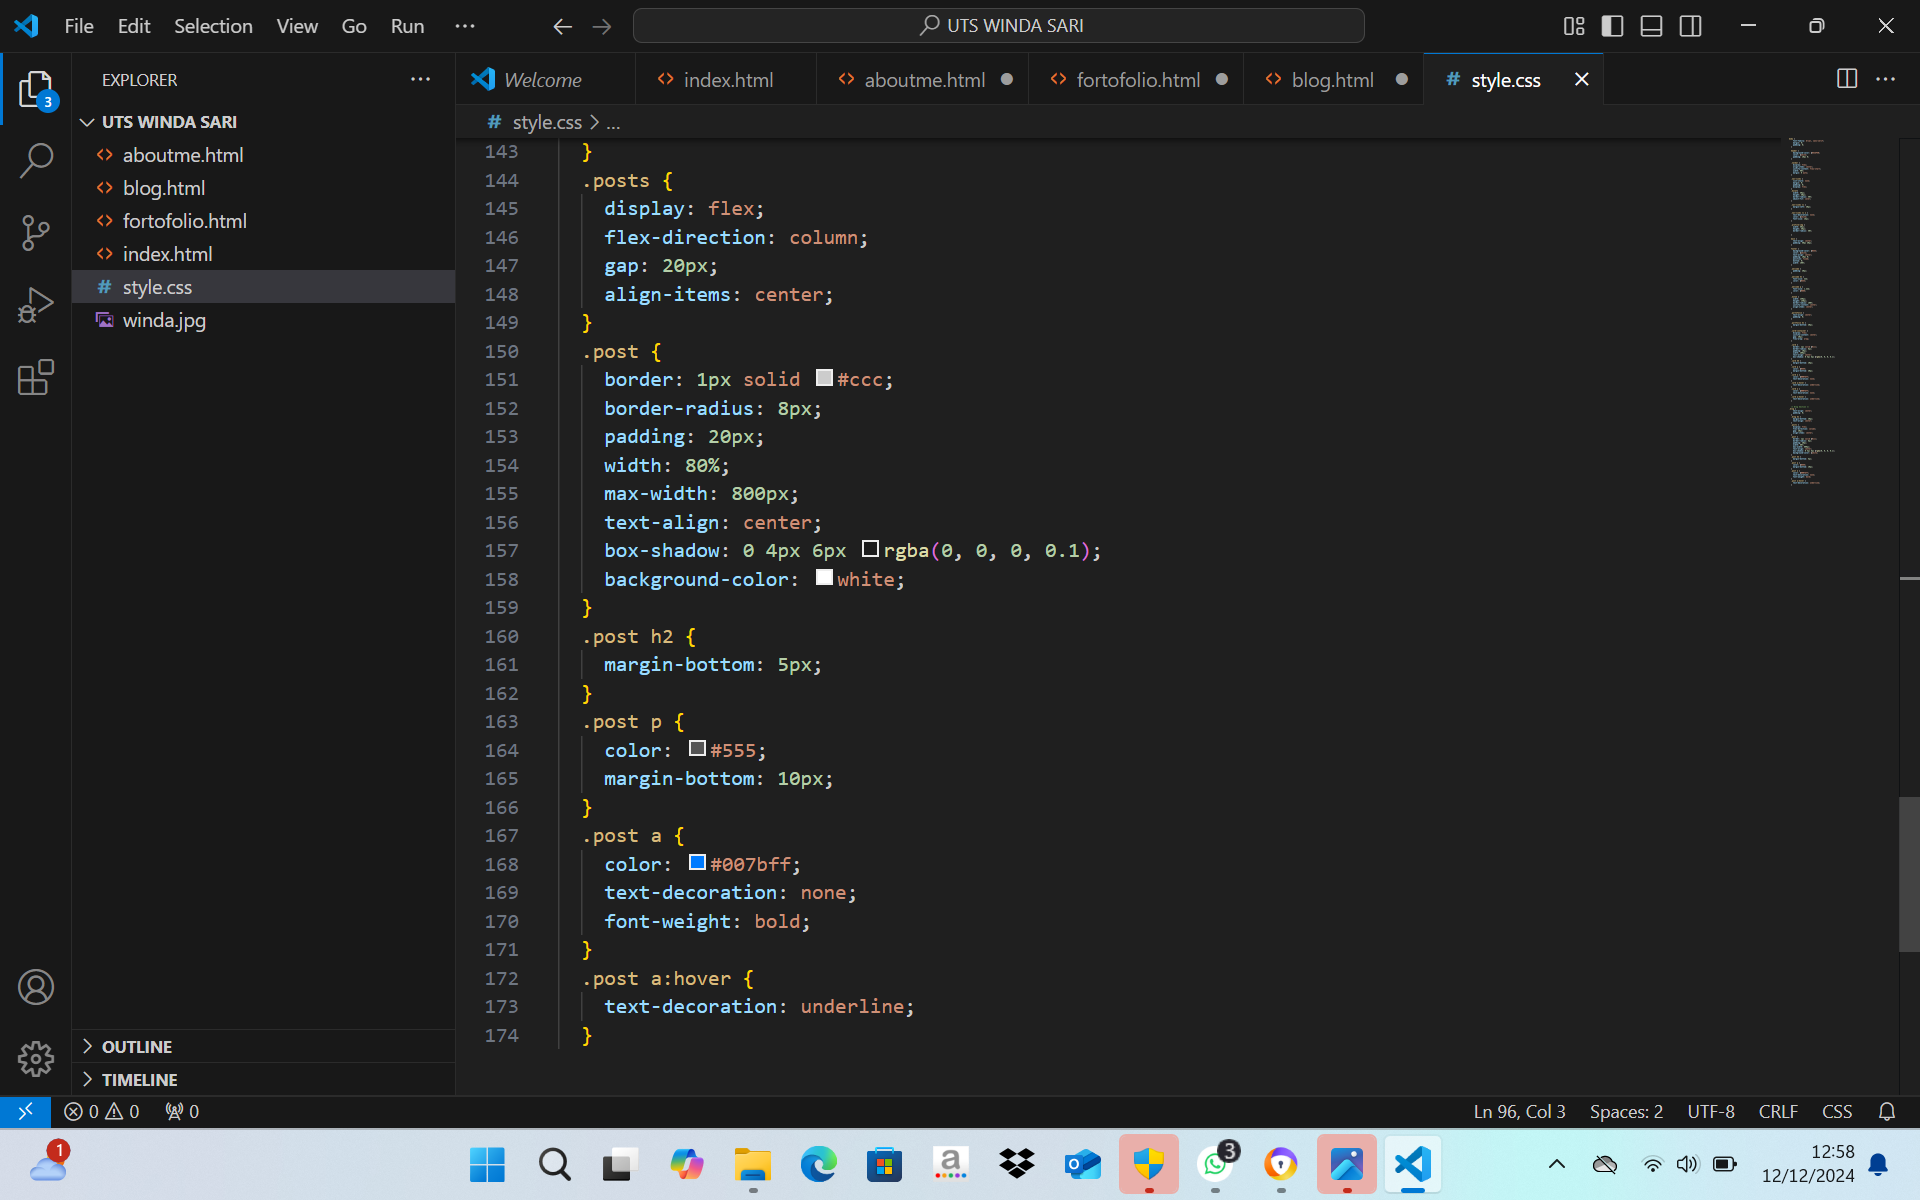 File Edit Selection View Go Run ···
UTS WINDA SARI
EXPLORER
3
UTS WINDA SARI
aboutme.html
blog.html
fortofolio.html
index.html
style.css
winda.jpg
OUTLINE
TIMELINE
Welcome index.html aboutme.html fortofolio.html blog.html # style.css
# style.css > ...
143 }
144 .posts {
145 display: flex;
146 flex-direction: column;
147 gap: 20px;
148 align-items: center;
149 }
150 .post {
151 border: 1px solid #ccc;
152 border-radius: 8px;
153 padding: 20px;
154 width: 80%;
155 max-width: 800px;
156 text-align: center;
157 box-shadow: 0 4px 6px rgba(0, 0, 0, 0.1);
158 background-color: white;
159 }
160 .post h2 {
161 margin-bottom: 5px;
162 }
163 .post p {
164 color: #555;
165 margin-bottom: 10px;
166 }
167 .post a {
168 color: #007bff;
169 text-decoration: none;
170 font-weight: bold;
171 }
172 .post a:hover {
173 text-decoration: underline;
174 }
0 0 0 Ln 96, Col 3 Spaces: 2 UTF-8 CRLF CSS
1
a
3
12:58
12/12/2024